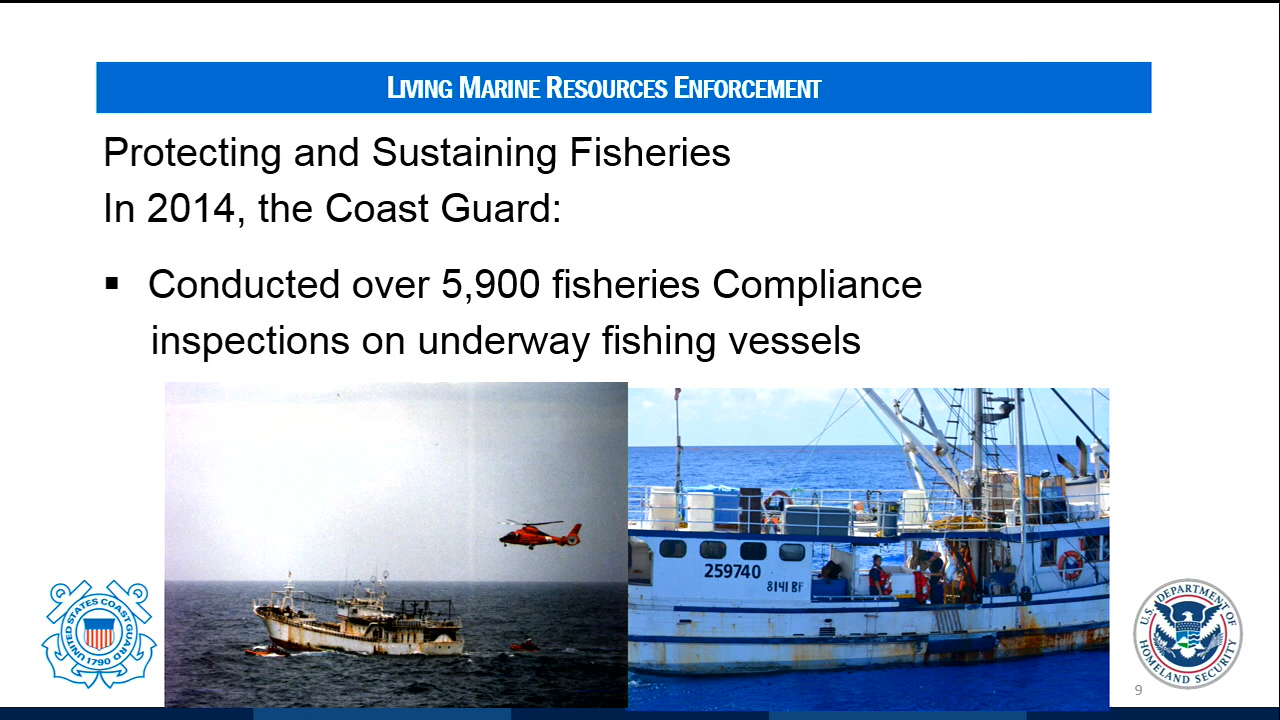 LIVING MARINE RESOURCES ENFORCEMENT
Protecting and Sustaining Fisheries
In 2014, the Coast Guard:
▪ Conducted over 5,900 fisheries Compliance
inspections on underway fishing vessels
259740
8141 BF
UNITED STATES COAST GUARD
1790
U.S. DEPARTMENT OF
HOMELAND SECURITY
9